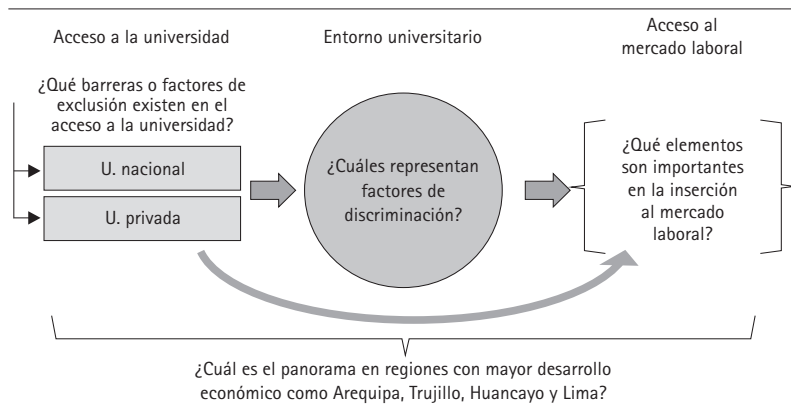 Acceso a la universidad
¿Qué barreras o factores de
exclusión existen en el
acceso a la universidad?
U. nacional
U. privada
Entorno universitario
¿Cuáles representan
factores de
discriminación?
Acceso al
mercado laboral
¿Qué elementos
son importantes
en la inserción
al mercado
laboral?
¿Cuál es el panorama en regiones con mayor desarrollo
económico como Arequipa, Trujillo, Huancayo y Lima?